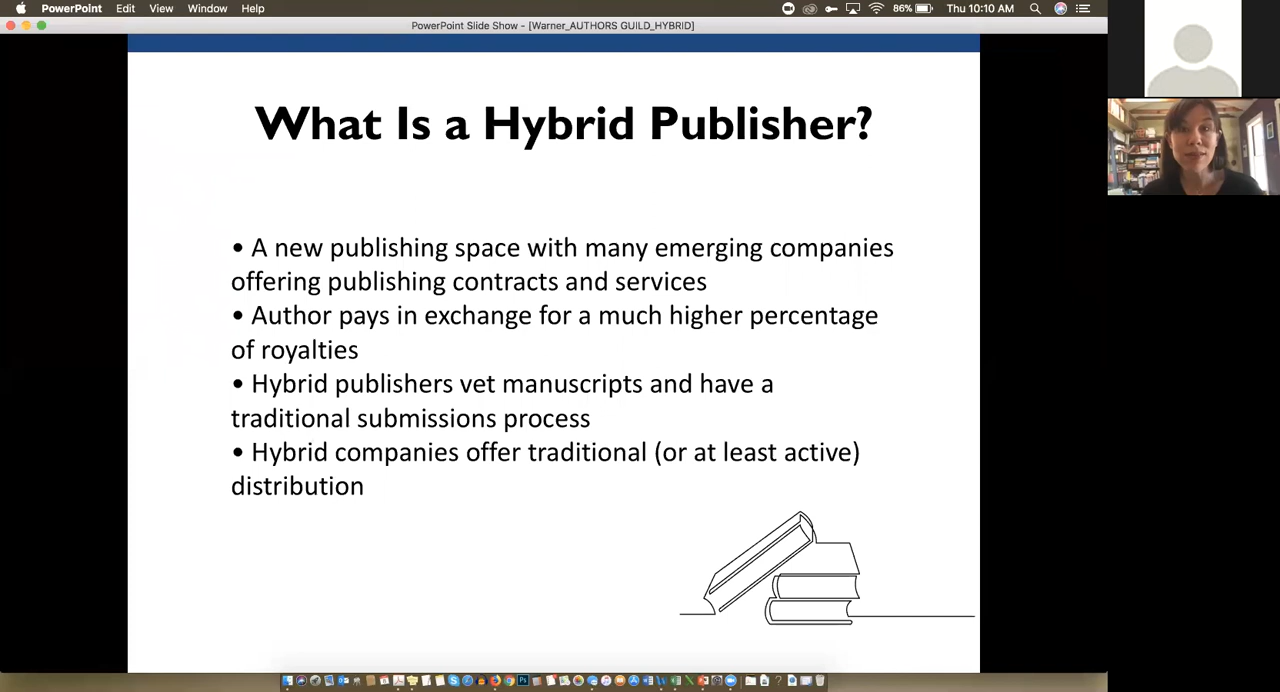 PowerPoint Edit View Window Help 86% Thu 10:10 AM
PowerPoint Slide Show - [Warner_AUTHORS GUILD_HYBRID]
What Is a Hybrid Publisher?
• A new publishing space with many emerging companies
offering publishing contracts and services
• Author pays in exchange for a much higher percentage
of royalties
• Hybrid publishers vet manuscripts and have a
traditional submissions process
• Hybrid companies offer traditional (or at least active)
distribution